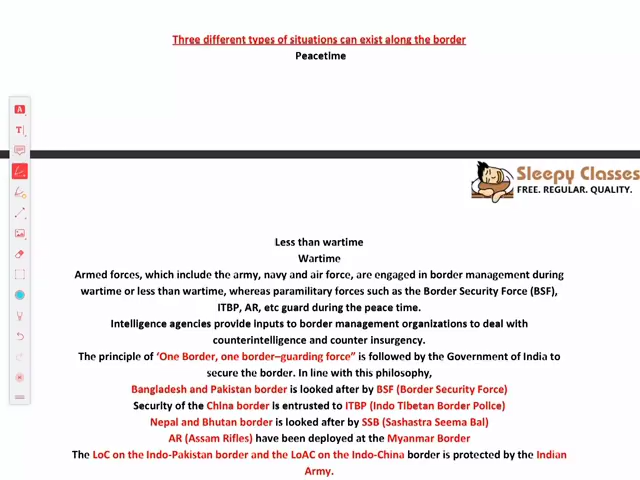 Three different types of situations can exist along the border
Peacetime
Sleepy Classes
FREE. REGULAR. QUALITY.
Less than wartime
Wartime
Armed forces, which include the army, navy and air force, are engaged in border management during
wartime or less than wartime, whereas paramilitary forces such as the Border Security Force (BSF),
ITBP, AR, etc guard during the peace time.
Intelligence agencies provide inputs to border management organizations to deal with
counterintelligence and counter insurgency.
The principle of ‘One Border, one border–guarding force” is followed by the Government of India to
secure the border. In line with this philosophy,
Bangladesh and Pakistan border is looked after by BSF (Border Security Force)
Security of the China border is entrusted to ITBP (Indo Tibetan Border Police)
Nepal and Bhutan border is looked after by SSB (Sashastra Seema Bal)
AR (Assam Rifles) have been deployed at the Myanmar Border
The LoC on the Indo-Pakistan border and the LoAC on the Indo-China border is protected by the Indian
Army.